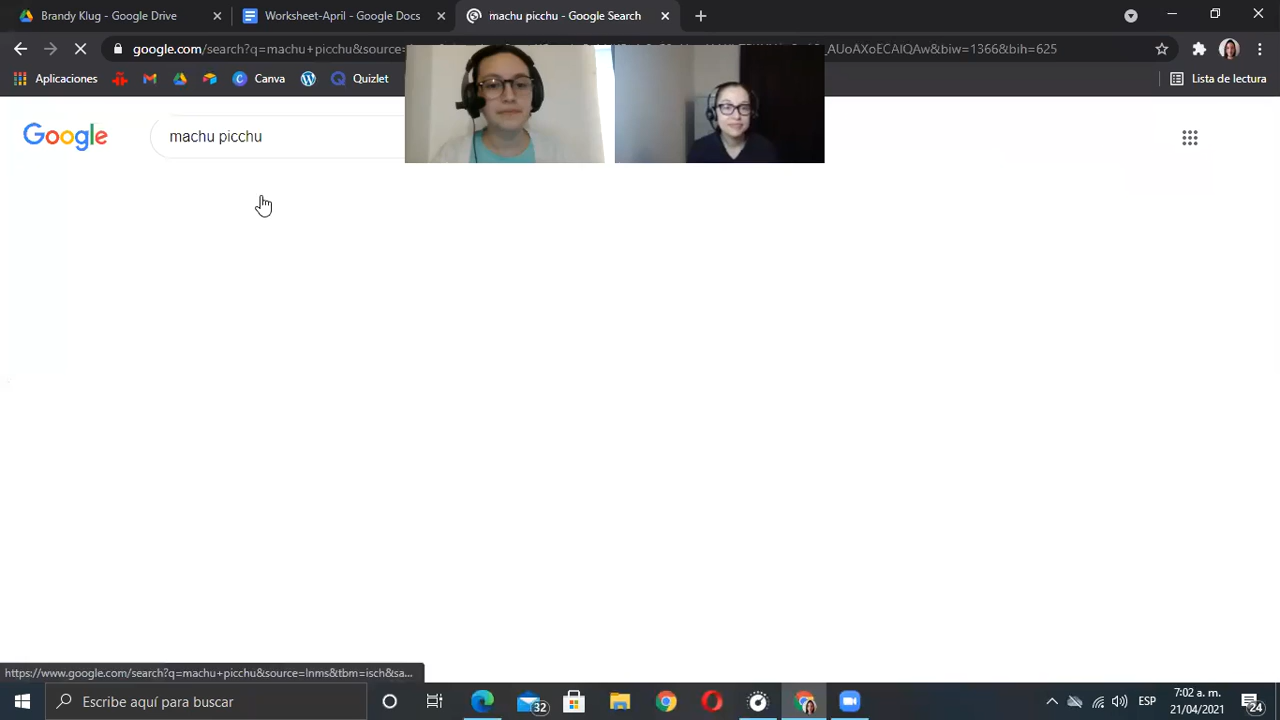 Brandy Klug - Google Drive
Worksheet-April - Google Docs
machu picchu - Google Search
google.com/search?q=machu+picchu&source=
AUoAXoECAIQAw&biw=1366&bih=625
Aplicaciones
Canva
Quizlet
Lista de lectura
Google
machu picchu
https://www.google.com/search?q=machu+picchu&source=lnms&tbm=isch&sa...
Escribe aquí para buscar
32
ESP
7:02 a. m.
21/04/2021
24